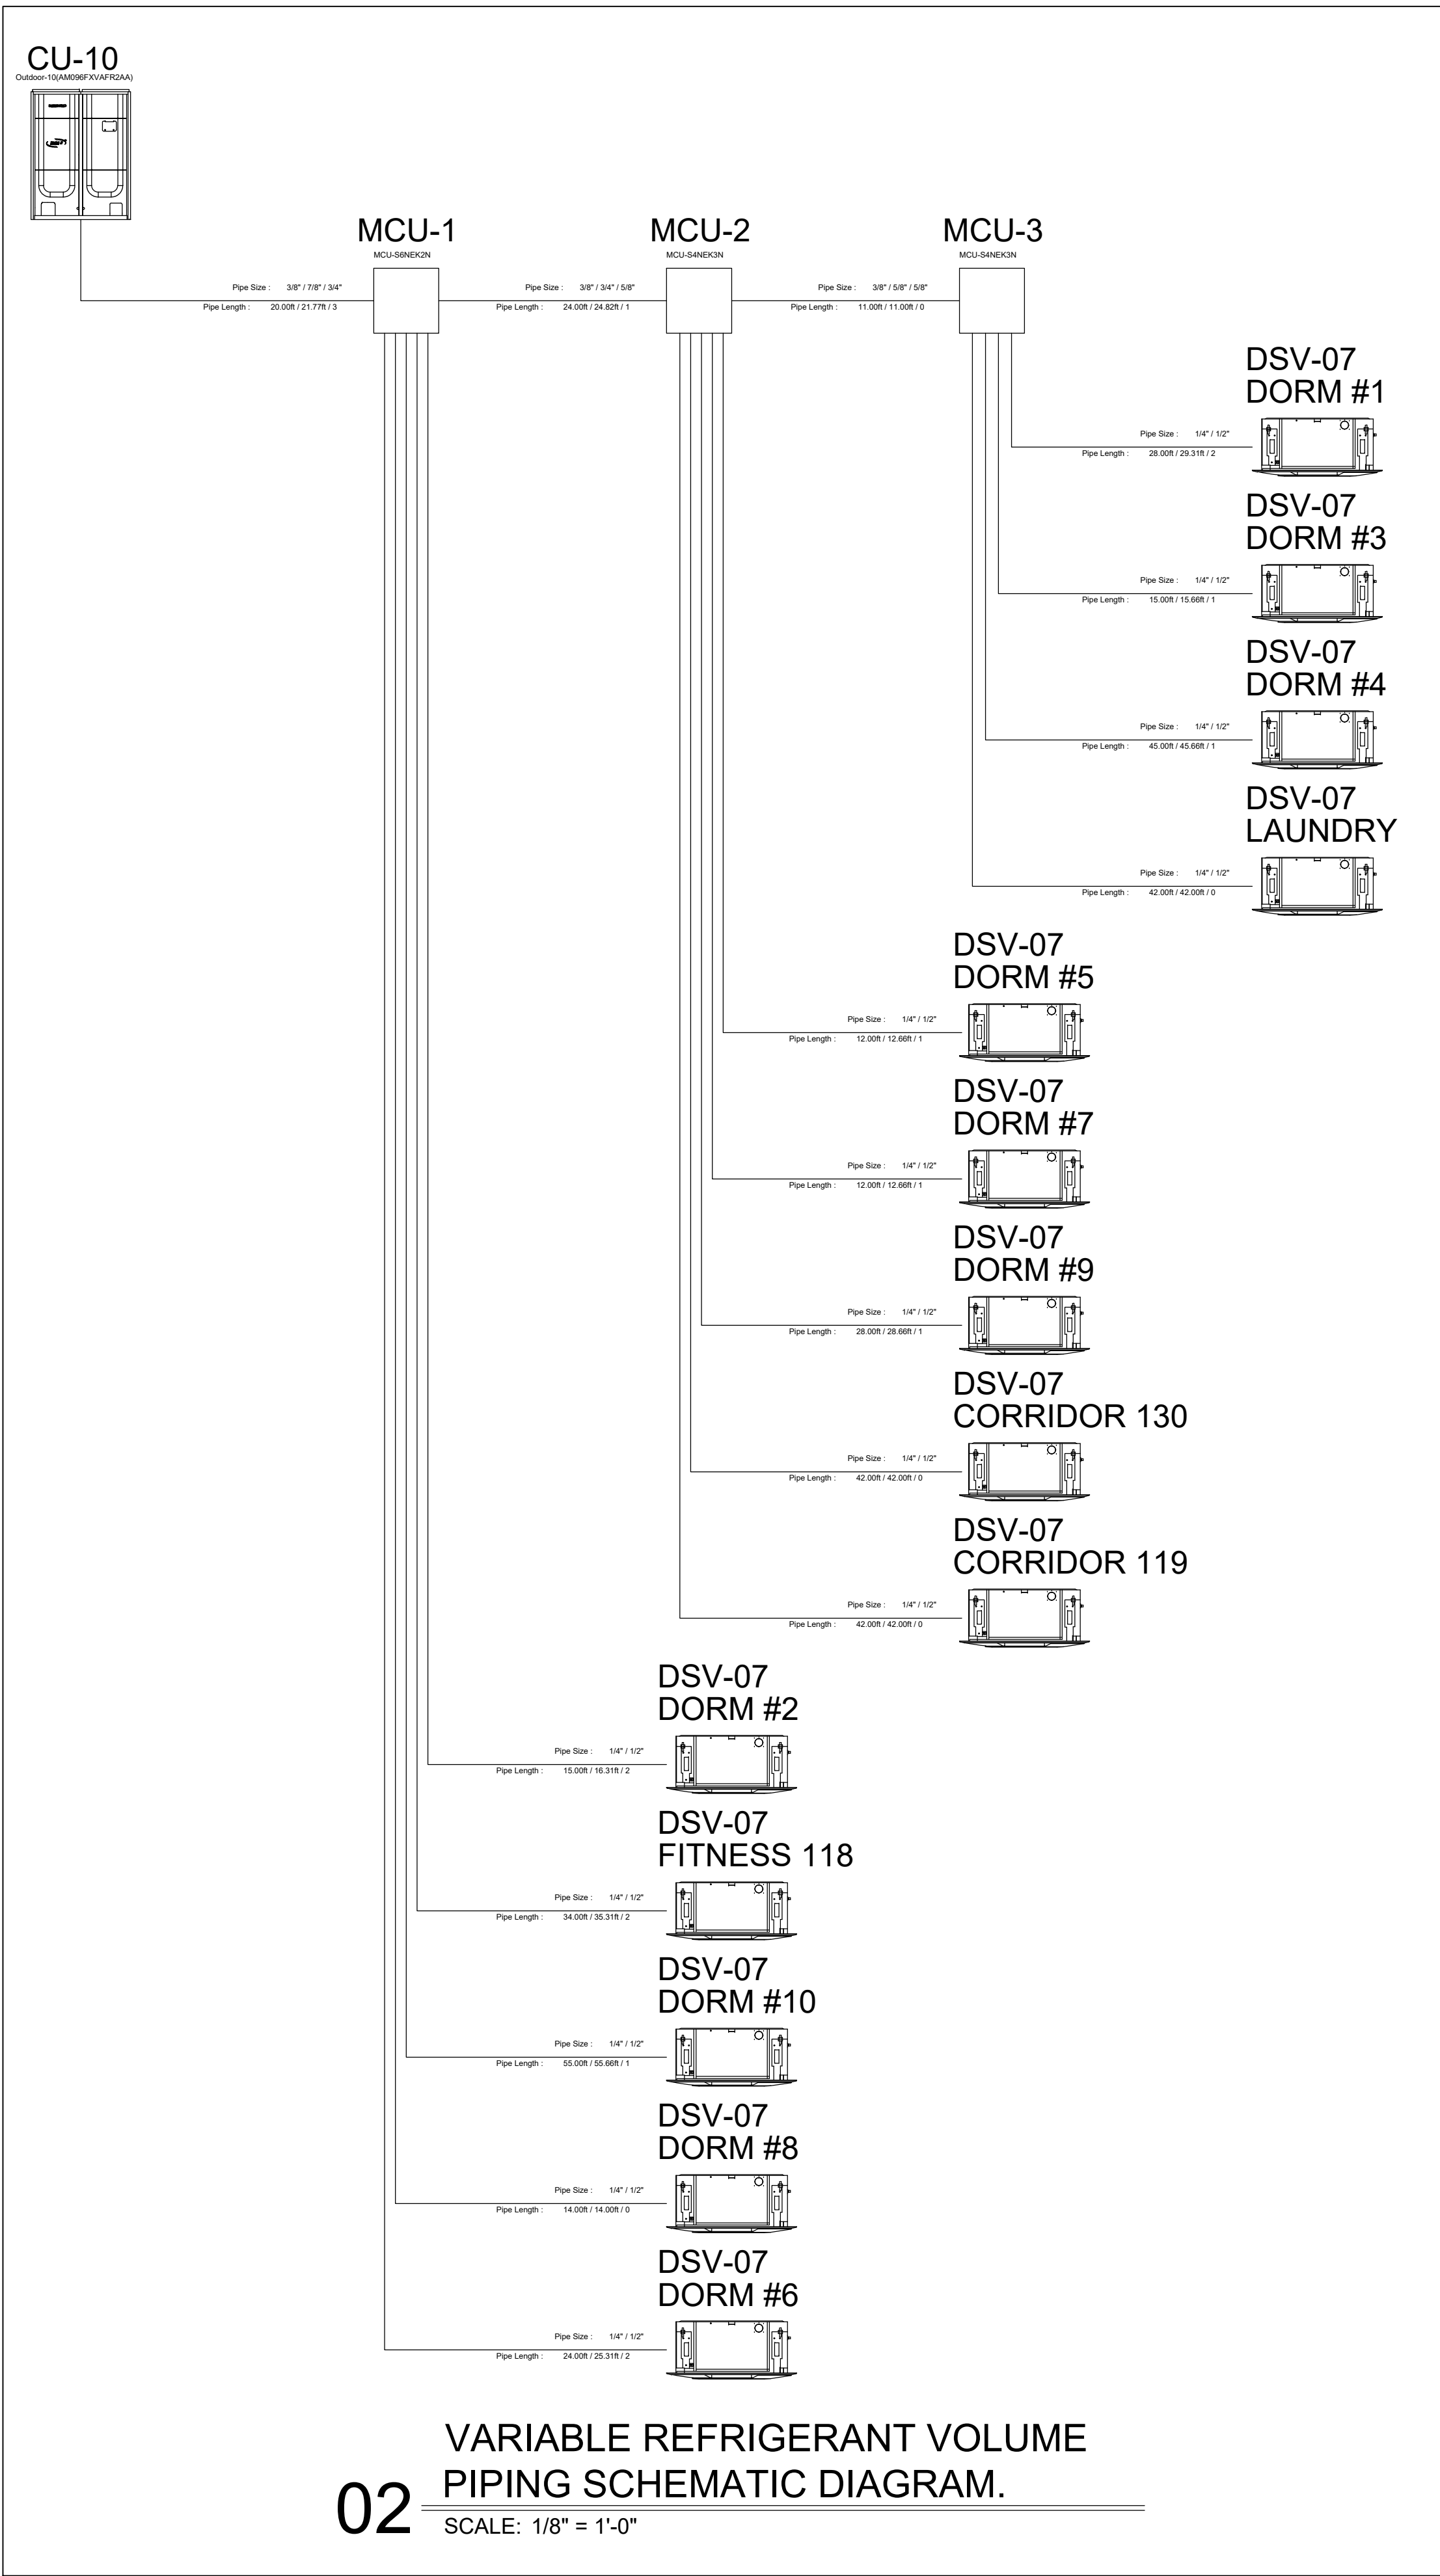 CU-10
Outdoor-10(AM096FXVAFR2AA)
MCU-1
MCU-S6NEK2N
MCU-2
MCU-S4NEK3N
MCU-3
MCU-S4NEK3N
Pipe Size : 3/8" / 7/8" / 3/4"
Pipe Length : 20.00ft / 21.77ft / 3
Pipe Size : 3/8" / 3/4" / 5/8"
Pipe Length : 24.00ft / 24.82ft / 1
Pipe Size : 3/8" / 5/8" / 5/8"
Pipe Length : 11.00ft / 11.00ft / 0
DSV-07
DORM #1
Pipe Size : 1/4" / 1/2"
Pipe Length : 28.00ft / 29.31ft / 2
DSV-07
DORM #3
Pipe Size : 1/4" / 1/2"
Pipe Length : 15.00ft / 15.66ft / 1
DSV-07
DORM #4
Pipe Size : 1/4" / 1/2"
Pipe Length : 45.00ft / 45.66ft / 1
DSV-07
LAUNDRY
Pipe Size : 1/4" / 1/2"
Pipe Length : 42.00ft / 42.00ft / 0
DSV-07
DORM #5
Pipe Size : 1/4" / 1/2"
Pipe Length : 12.00ft / 12.66ft / 1
DSV-07
DORM #7
Pipe Size : 1/4" / 1/2"
Pipe Length : 12.00ft / 12.66ft / 1
DSV-07
DORM #9
Pipe Size : 1/4" / 1/2"
Pipe Length : 28.00ft / 28.66ft / 1
DSV-07
CORRIDOR 130
Pipe Size : 1/4" / 1/2"
Pipe Length : 42.00ft / 42.00ft / 0
DSV-07
CORRIDOR 119
Pipe Size : 1/4" / 1/2"
Pipe Length : 42.00ft / 42.00ft / 0
DSV-07
DORM #2
Pipe Size : 1/4" / 1/2"
Pipe Length : 15.00ft / 16.31ft / 2
DSV-07
FITNESS 118
Pipe Size : 1/4" / 1/2"
Pipe Length : 34.00ft / 35.31ft / 2
DSV-07
DORM #10
Pipe Size : 1/4" / 1/2"
Pipe Length : 55.00ft / 55.66ft / 1
DSV-07
DORM #8
Pipe Size : 1/4" / 1/2"
Pipe Length : 14.00ft / 14.00ft / 0
DSV-07
DORM #6
Pipe Size : 1/4" / 1/2"
Pipe Length : 24.00ft / 25.31ft / 2
VARIABLE REFRIGERANT VOLUME
PIPING SCHEMATIC DIAGRAM.
02
SCALE: 1/8" = 1'-0"